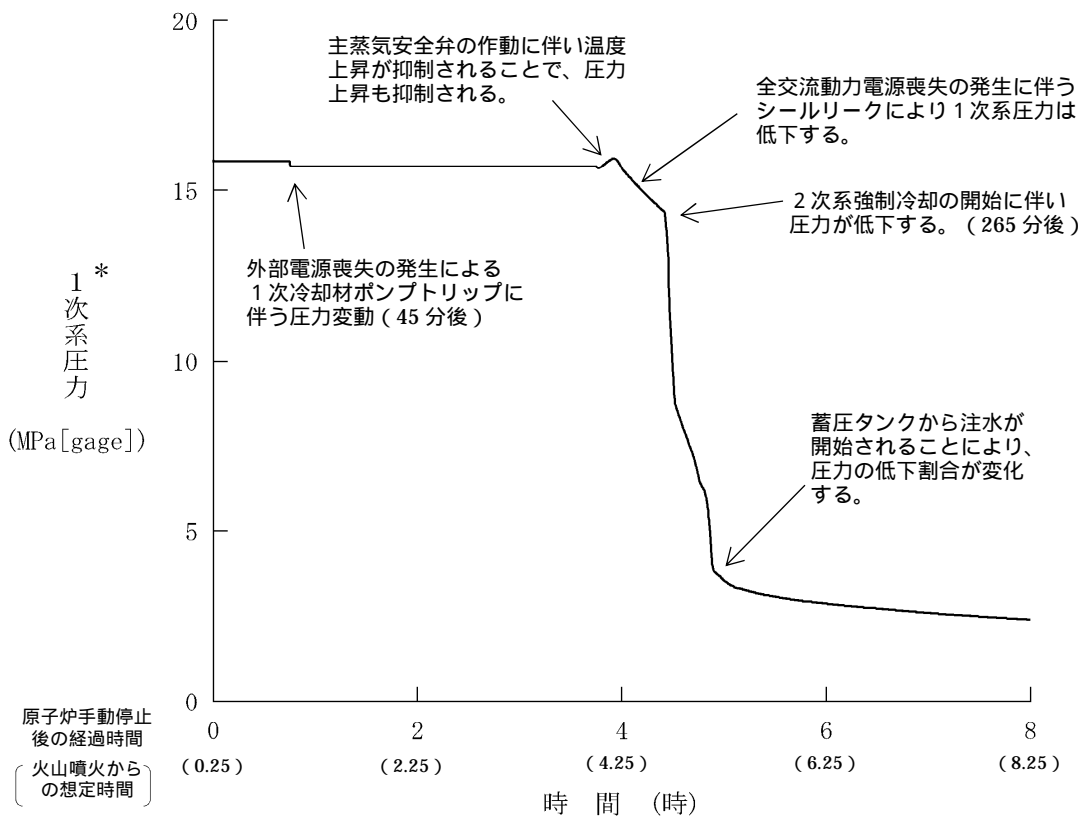 20
主蒸気安全弁の作動に伴い温度
上昇が抑制されることで、圧力
上昇も抑制される。
全交流動力電源喪失の発生に伴う
シールリークにより１次系圧力は
低下する。
15
２次系強制冷却の開始に伴い
圧力が低下する。（265 分後）
外部電源喪失の発生による
１次冷却材ポンプトリップに
伴う圧力変動（45 分後）
１次系圧力*
(MPa[gage])
10
蓄圧タンクから注水が
開始されることにより、
圧力の低下割合が変化
する。
5
0
原子炉手動停止
後の経過時間
0 2 4 6 8
火山噴火から
の想定時間
（0.25） （2.25） （4.25） （6.25） （8.25）
時 間 (時)